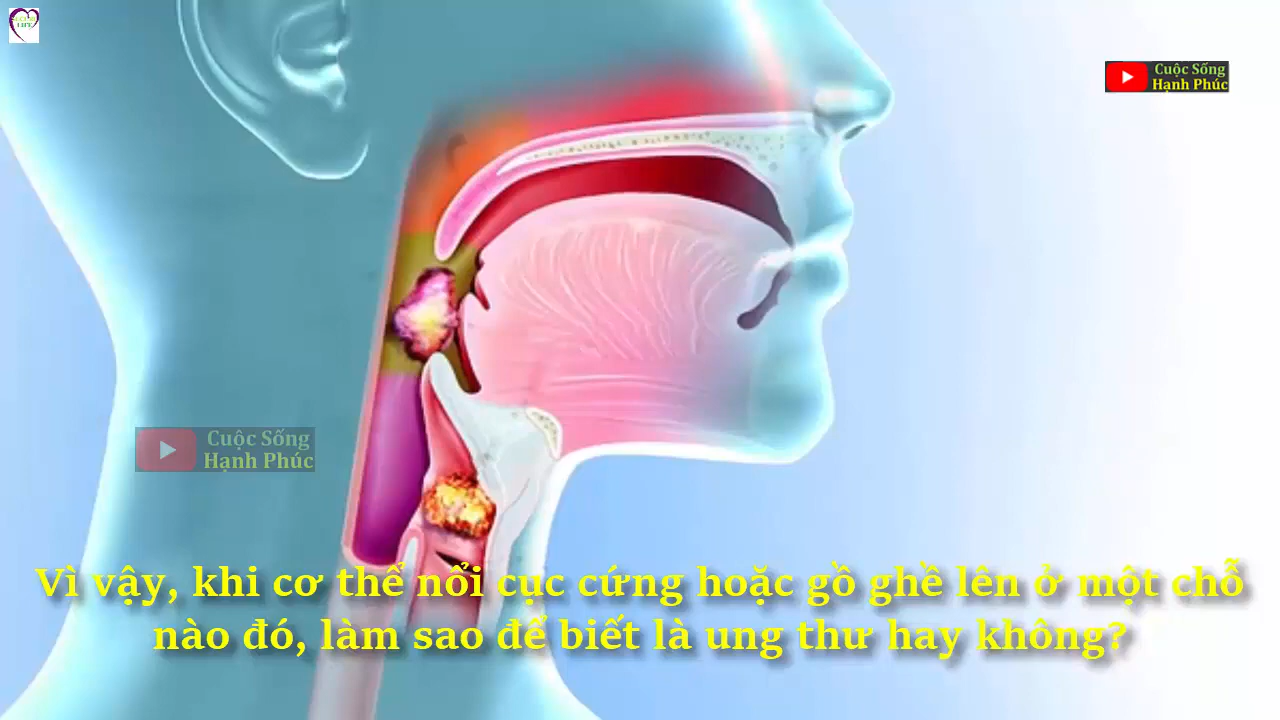 Cuộc Sống
Hạnh Phúc
Cuộc Sống
Hạnh Phúc
Vì vậy, khi cơ thể nổi cục cứng hoặc gồ ghề lên ở một chỗ
nào đó, làm sao để biết là ung thư hay không?